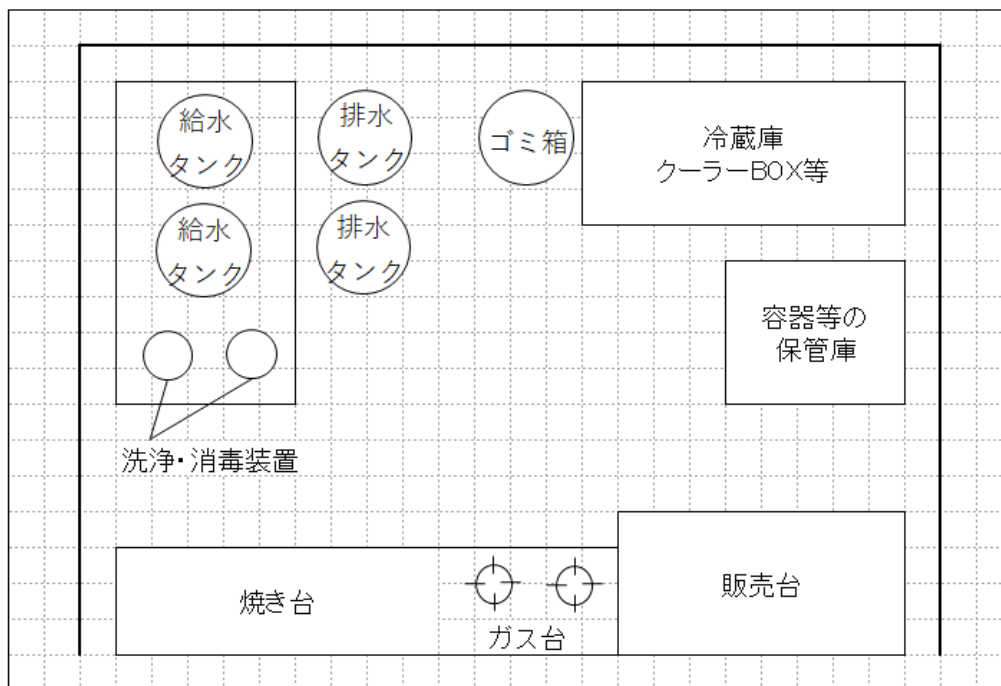 給水
タンク
排水
タンク
ゴミ箱
冷蔵庫
クーラーBOX等
給水
タンク
排水
タンク
容器等の
保管庫
洗浄・消毒装置
焼き台
ガス台
販売台